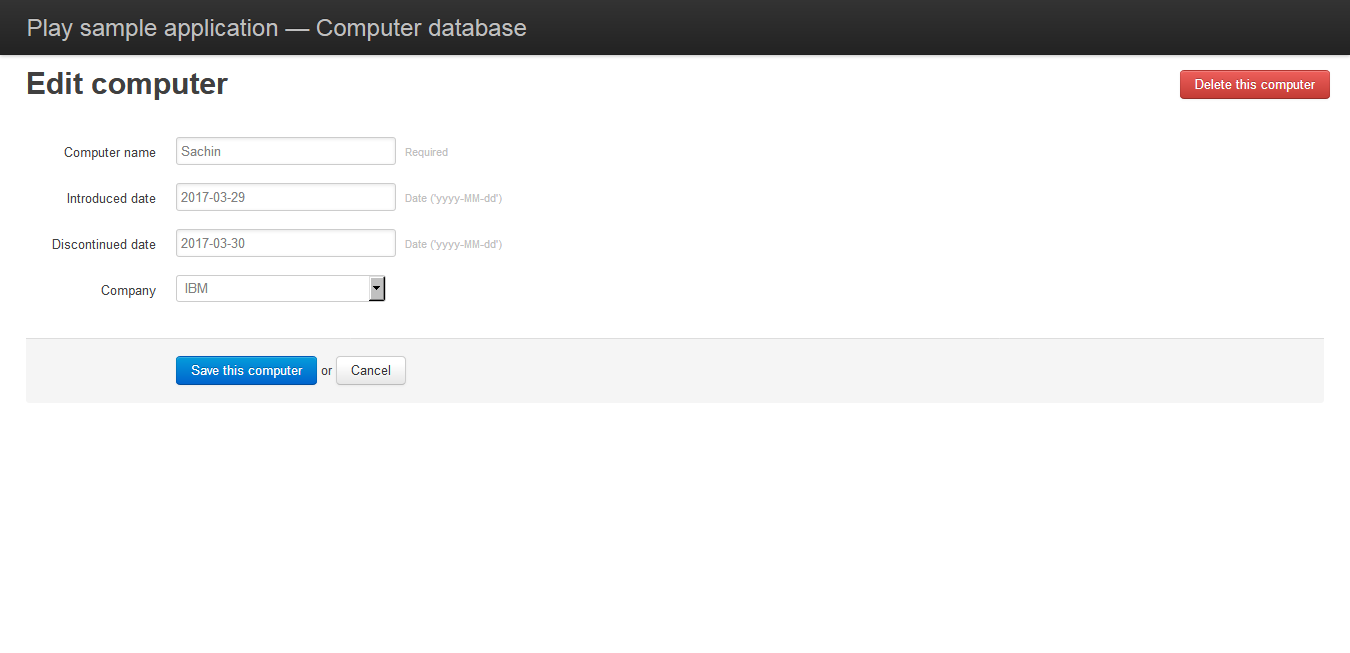 Play sample application — Computer database
Edit computer
Delete this computer
Computer name Sachin Required
Introduced date 2017-03-29 Date ('yyyy-MM-dd')
Discontinued date 2017-03-30 Date ('yyyy-MM-dd')
Company IBM
Save this computer or Cancel